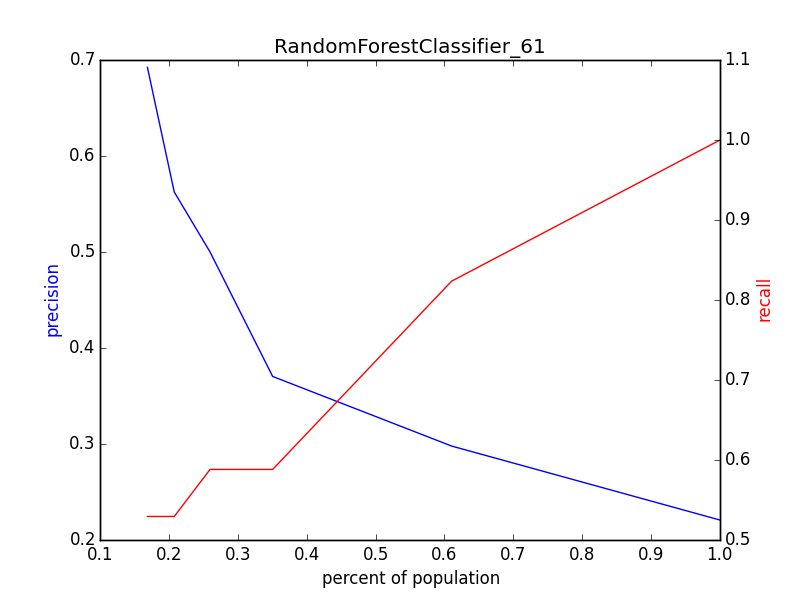 RandomForestClassifier_61
0.7
0.6
0.5
0.4
0.3
0.2
precision
1.1
1.0
0.9
0.8
0.7
0.6
0.5
recall
0.1 0.2 0.3 0.4 0.5 0.6 0.7 0.8 0.9 1.0
percent of population